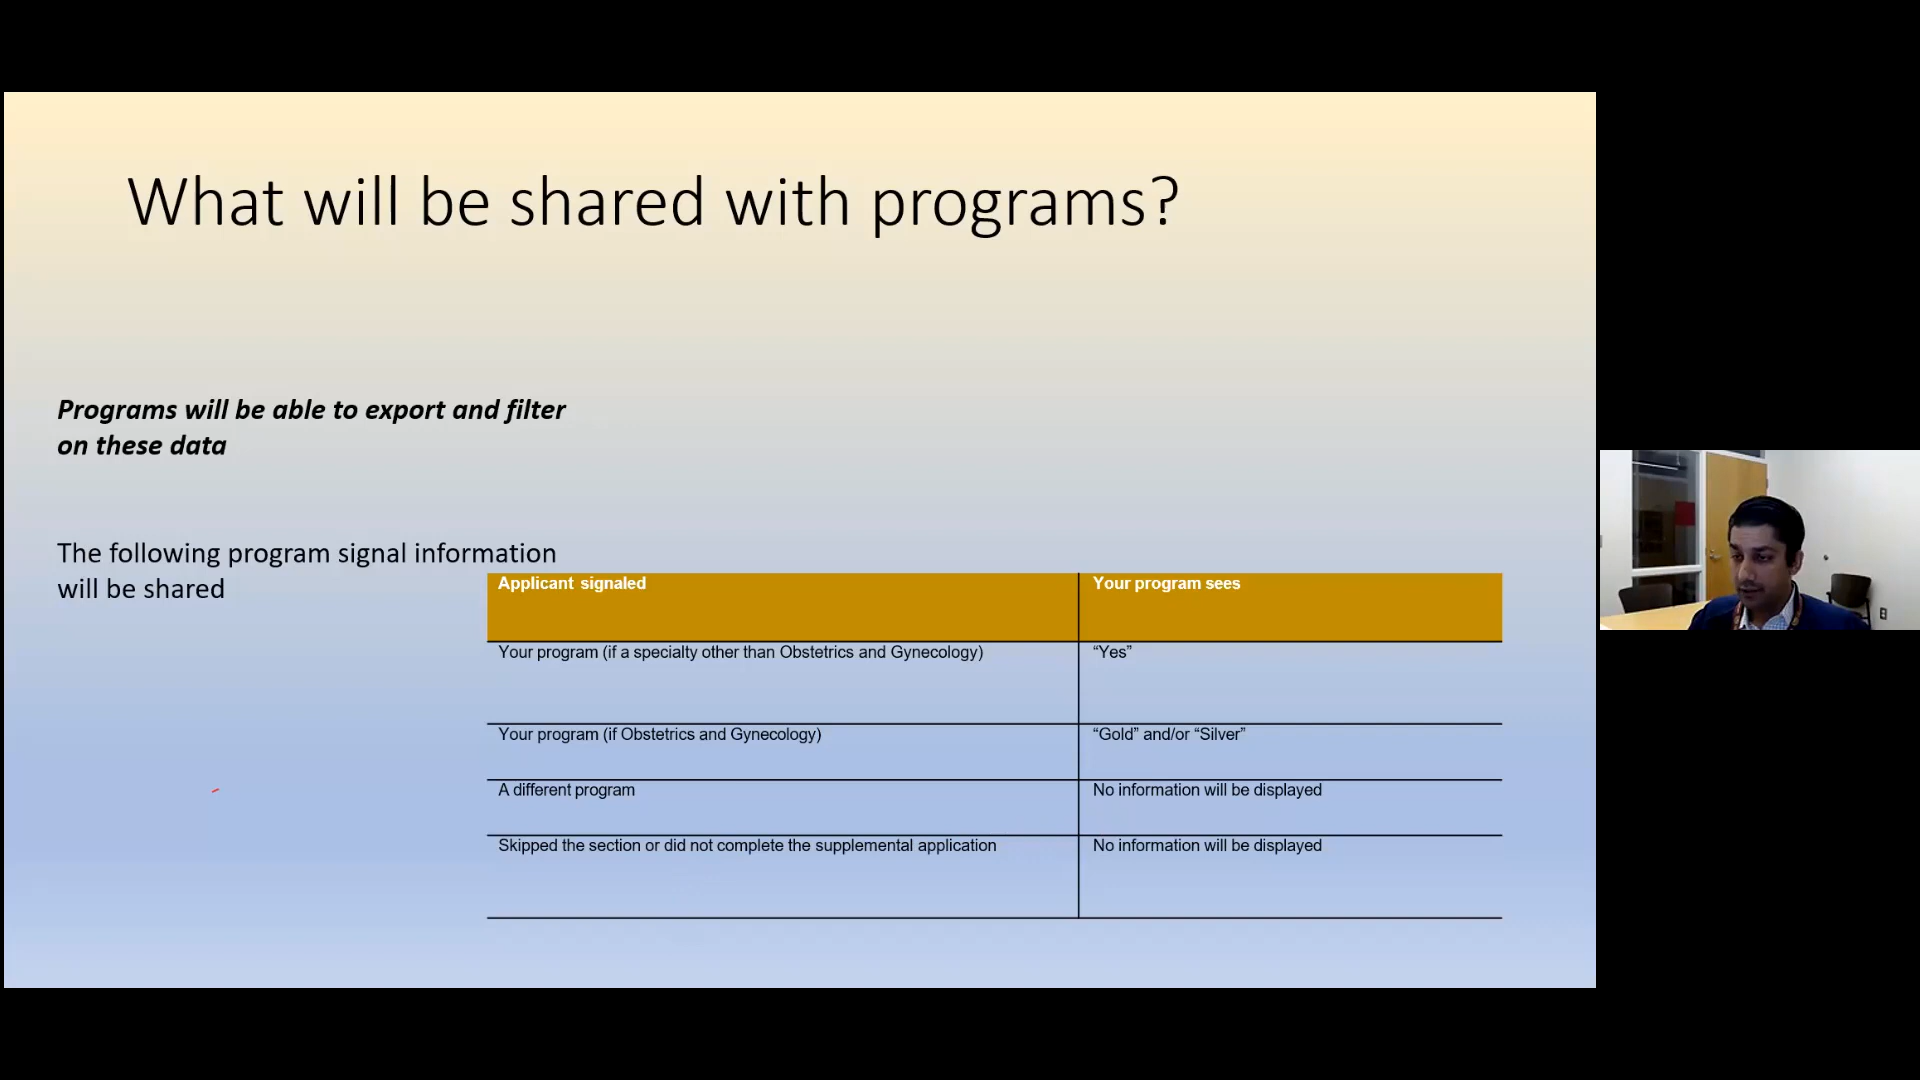 What will be shared with programs?
Programs will be able to export and filter
on these data
The following program signal information
will be shared
Applicant signaled
Your program sees
Your program (if a specialty other than Obstetrics and Gynecology)
“Yes”
Your program (if Obstetrics and Gynecology)
“Gold” and/or “Silver”
A different program
No information will be displayed
Skipped the section or did not complete the supplemental application
No information will be displayed